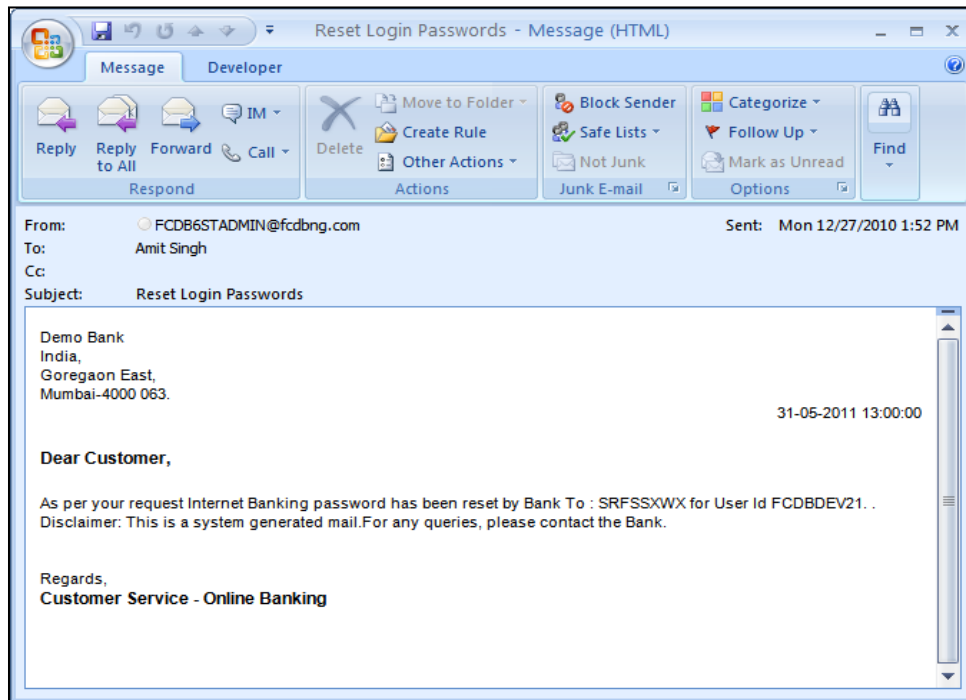 Reset Login Passwords - Message (HTML)
Message Developer
Reply
Reply to All
Forward
IM
Call
Respond
Delete
Move to Folder
Create Rule
Other Actions
Actions
Block Sender
Safe Lists
Not Junk
Junk E-mail
Categorize
Follow Up
Mark as Unread
Options
Find
From: FCDB6STADMIN@fcdbng.com Sent: Mon 12/27/2010 1:52 PM
To: Amit Singh
Cc:
Subject: Reset Login Passwords
Demo Bank
India,
Goregaon East,
Mumbai-4000 063.
31-05-2011 13:00:00
Dear Customer,
As per your request Internet Banking password has been reset by Bank To : SRFSSXWX for User Id FCDBDEV21. .
Disclaimer: This is a system generated mail.For any queries, please contact the Bank.
Regards,
Customer Service - Online Banking